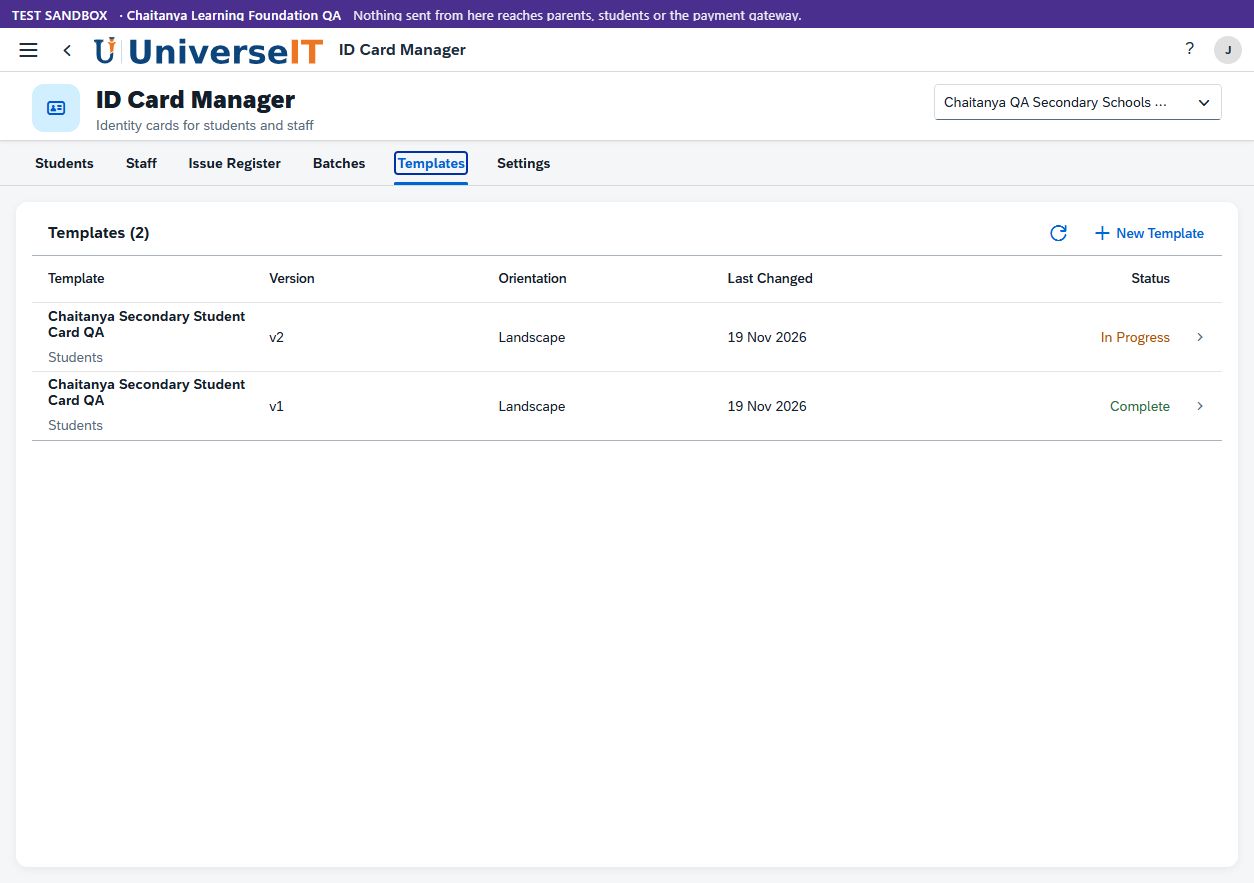 TEST SANDBOX · Chaitanya Learning Foundation QA Nothing sent from here reaches parents, students or the payment gateway.
UniverseIT ID Card Manager ? J
ID Card Manager
Identity cards for students and staff
Chaitanya QA Secondary Schools ...
Students Staff Issue Register Batches Templates Settings
Templates (2)
New Template
Template Version Orientation Last Changed Status
Chaitanya Secondary Student
Card QA
Students
v2 Landscape 19 Nov 2026 In Progress
Chaitanya Secondary Student
Card QA
Students
v1 Landscape 19 Nov 2026 Complete